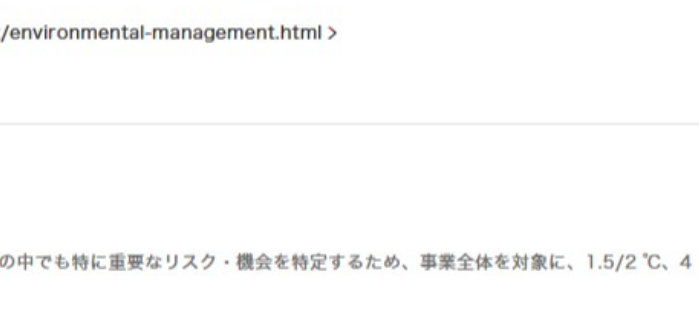 /environmental-management.html >
の中でも特に重要なリスク・機会を特定するため、事業全体を対象に、1.5/2 ℃、4